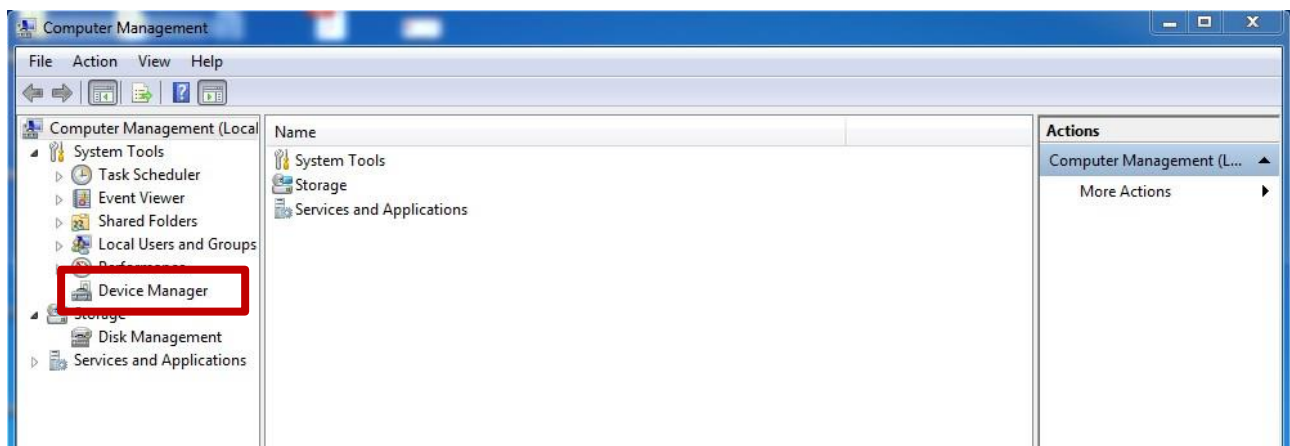 Computer Management
File Action View Help
Computer Management (Local
System Tools
Task Scheduler
Event Viewer
Shared Folders
Local Users and Groups
Performance
Device Manager
Storage
Disk Management
Services and Applications
Name
System Tools
Storage
Services and Applications
Actions
Computer Management (L...
More Actions